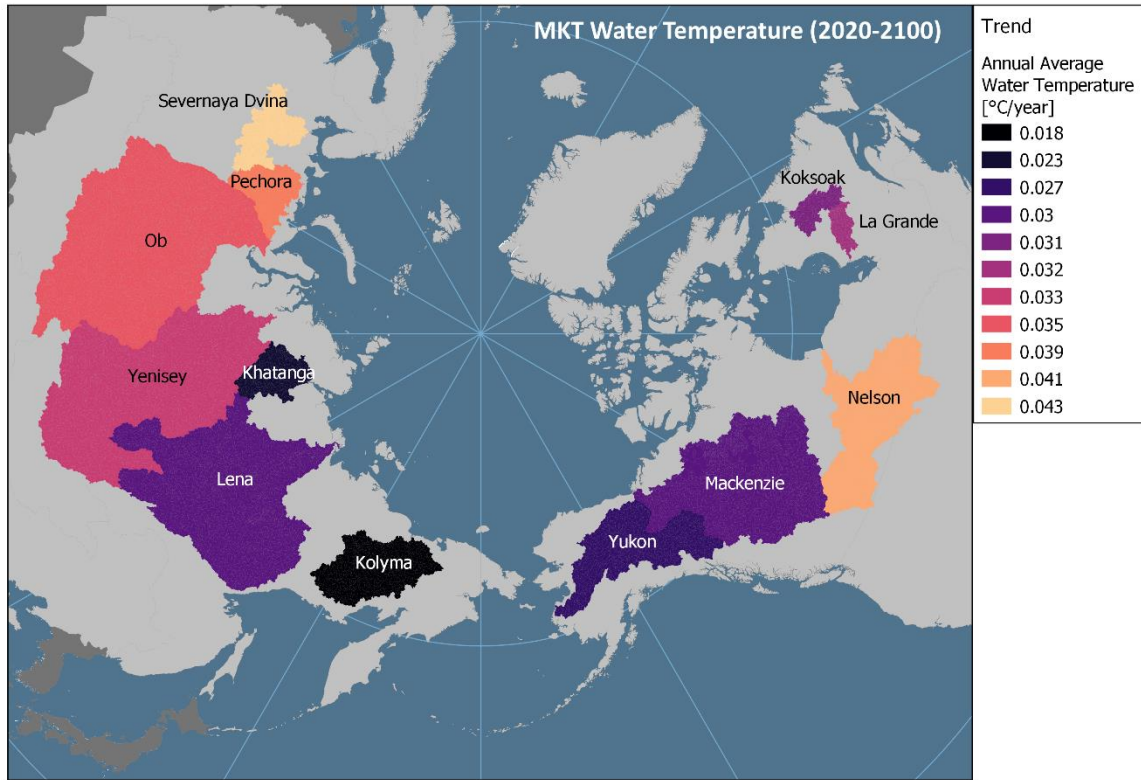 MKT Water Temperature (2020-2100)
Severnaya Dvina
Pechora
Ob
Yenisey
Khatanga
Lena
Kolyma
Koksoak
La Grande
Nelson
Mackenzie
Yukon
Trend
Annual Average
Water Temperature
[°C/year]
0.018
0.023
0.027
0.03
0.031
0.032
0.033
0.035
0.039
0.041
0.043